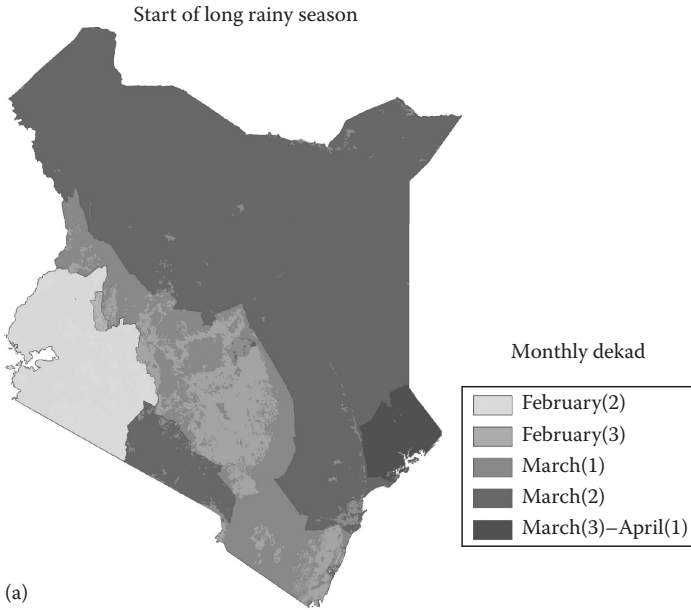 Start of long rainy season
Monthly dekad
February(2)
February(3)
March(1)
March(2)
March(3)–April(1)
(a)